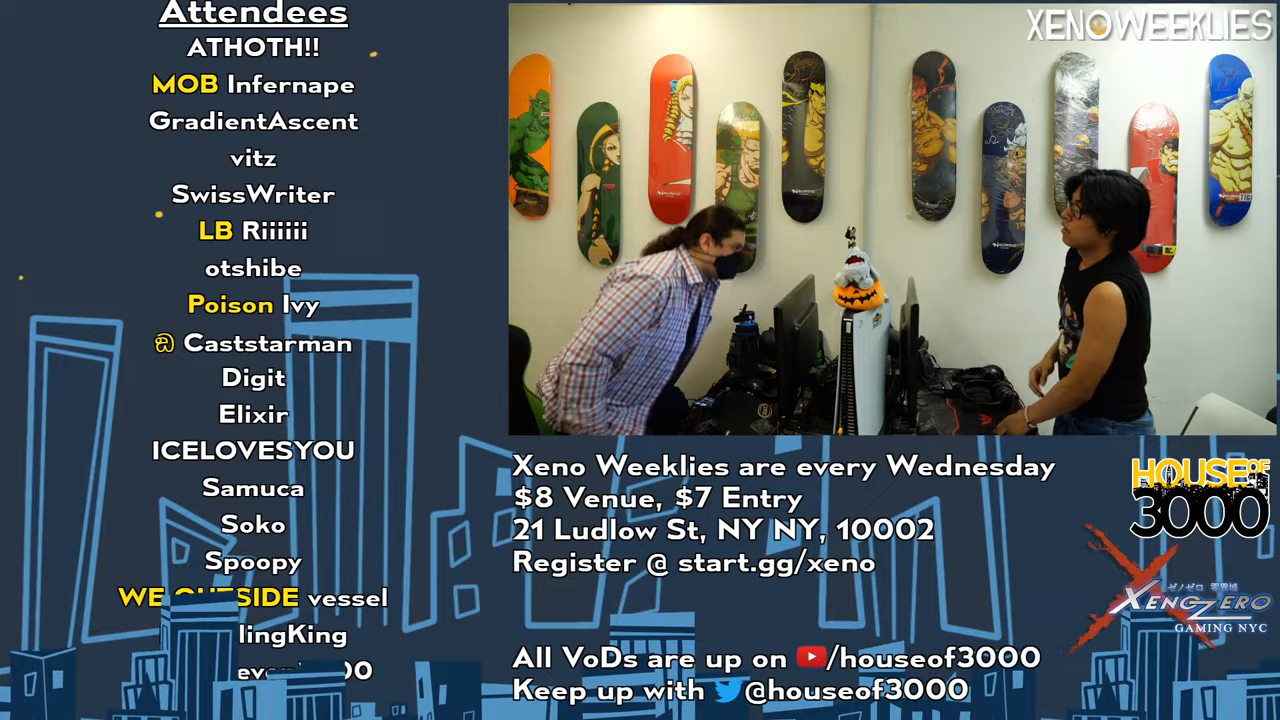 Attendees
ATHOTH!!
MOB Infernape
GradientAscent
vitz
SwissWriter
LB Riiiiii
otshibe
Poison Ivy
Caststarman
Digit
Elixir
ICELOVESYOU
Samuca
Soko
Spoopy
WE OUTSIDE vessel
lingKing
XENOWEEKLIES
Xeno Weeklies are every Wednesday
$8 Venue, $7 Entry
21 Ludlow St, NY NY, 10002
Register @ start.gg/xeno
All VoDs are up on /houseof3000
Keep up with @houseof3000
HOUSE OF
3000
XENOZERO
GAMING NYC